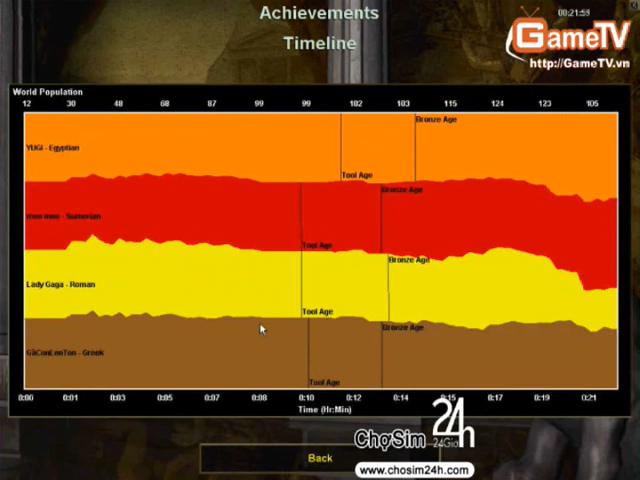 Achievements
00:21:59
Timeline
GameTV
http://GameTV.vn
World Population
12 30 48 68 87 99 99 102 103 115 124 123 105
Bronze Age
YUGI - Egyptian
Tool Age
Bronze Age
Sumerian
Tool Age
Bronze Age
Lady Gaga - Roman
Tool Age
Bronze Age
GàConLonTon - Greek
Tool Age
0:00 0:01 0:03 0:05 0:07 0:08 0:10 0:12 0:14 0:15 0:17 0:19 0:21
Time (Hr:Min)
24h
ChợSim 24Giờ
Back
www.chosim24h.com